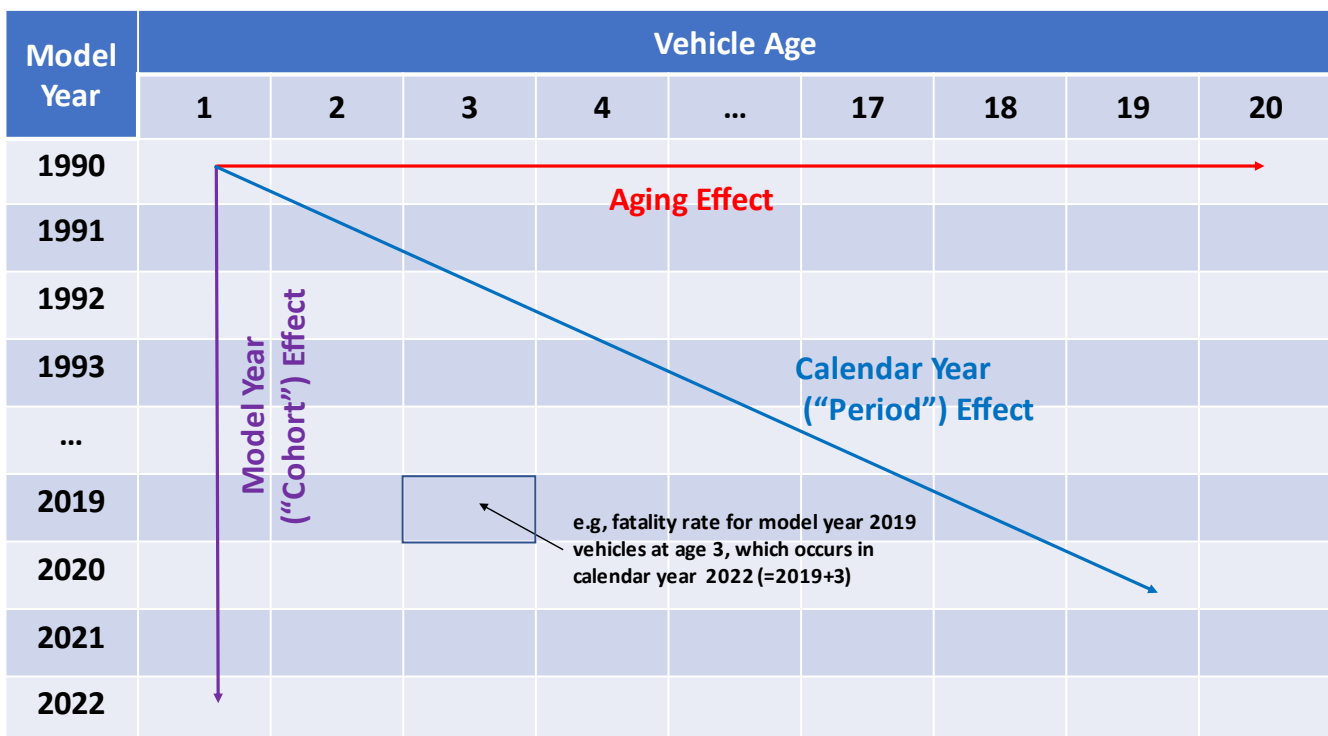 Model
Year
Vehicle Age
1 2 3 4 ... 17 18 19 20
1990
Aging Effect
1991
1992
1993
Model Year
("Cohort") Effect
Calendar Year
("Period") Effect
...
2019
e.g, fatality rate for model year 2019
vehicles at age 3, which occurs in
calendar year 2022 (=2019+3)
2020
2021
2022